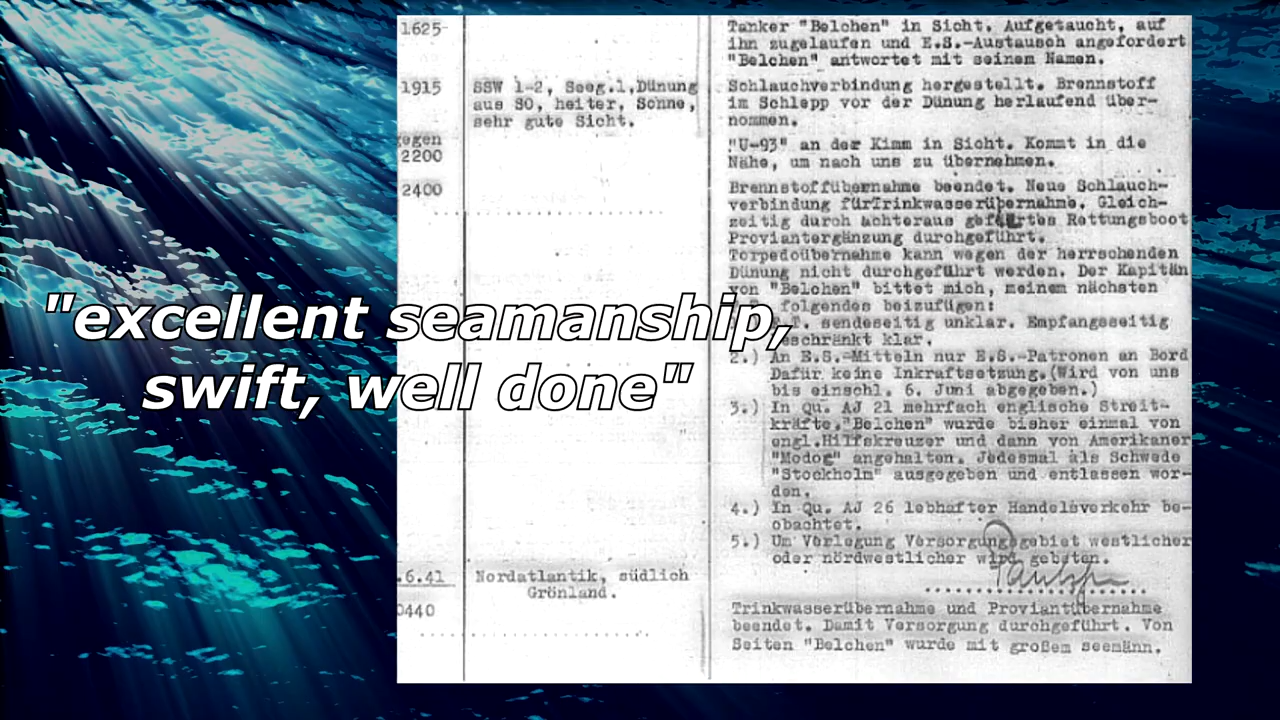 1625-
Tanker "Belchen" in Sicht. Aufgetaucht, auf
ihn zugelaufen und E.S.-Austausch angefordert
"Belchen" antwortet mit seinem Namen.
1915
SSW 1-2, Seeg.1,Dünung
aus SO, heiter, Sonne,
sehr gute Sicht.
Schlauchverbindung hergestellt. Brennstoff
im Schlepp vor der Dünung herlaufend über-
nommen.
gegen
2200
"U-93" an der Kimm in Sicht. Kommt in die
Nähe, um nach uns zu übernehmen.
2400
Brennstoffübernahme beendet. Neue Schlauch-
verbindung fürTrinkwasserübernahme. Gleich-
zeitig durch achteraus Rettungsboot
Proviantergänzung durchgeführt.
Torpedoübernahme kann wegen der herrschenden
Dünung nicht durchgeführt werden. Der Kapitän
von "Belchen" bittet mich, meinem nächsten
folgendes beizufügen:
"excellent seamanship,
swift, well done"
T. sendeseitig unklar. Empfangsseitig
eschränkt klar.
2.) An E.S.-Mitteln nur E.S.-Patronen an Bord
Dafür keine Inkraftsetzung.(Wird von uns
bis einschl. 6. Juni abgegeben.)
3.) In Qu. AJ 21 mehrfach englische Streit-
kräfte."Belchen" wurde bisher einmal von
engl.Hilfskreuzer und dann von Amerikaner
"Modog" angehalten. Jedesmal als Schwede
"Stockholm" ausgegeben und entlassen wor-
den.
4.) In Qu. AJ 26 lebhafter Handelsverkehr be-
obachtet.
5.) Um Verlegung Versorgungsgebiet westlicher
oder nördwestlicher wird gebeten.
.6.41
Nordatlantik, südlich
Grönland.
0440
Trinkwasserübernahme und Proviantübernahme
beendet. Damit Versorgung durchgeführt. Von
Seiten "Belchen" wurde mit großem seemänn.